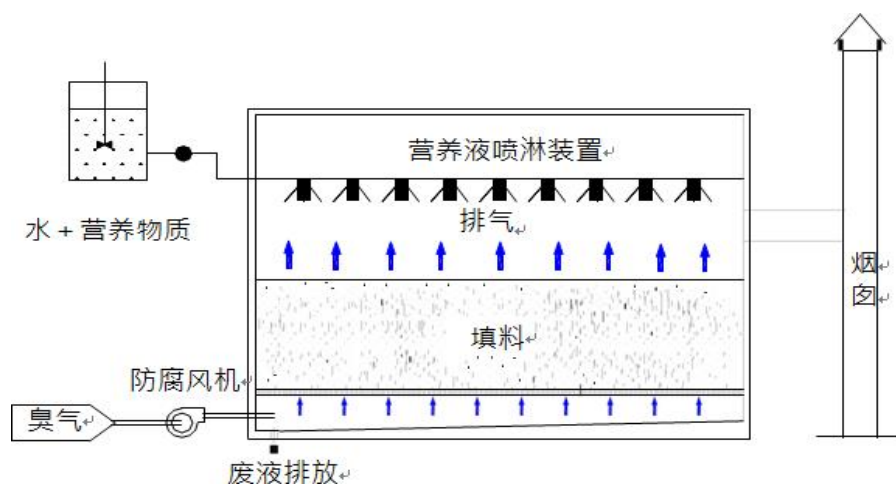 营养液喷淋装置
排气
水 + 营养物质
烟
囱
填料
防腐风机
臭气
废液排放